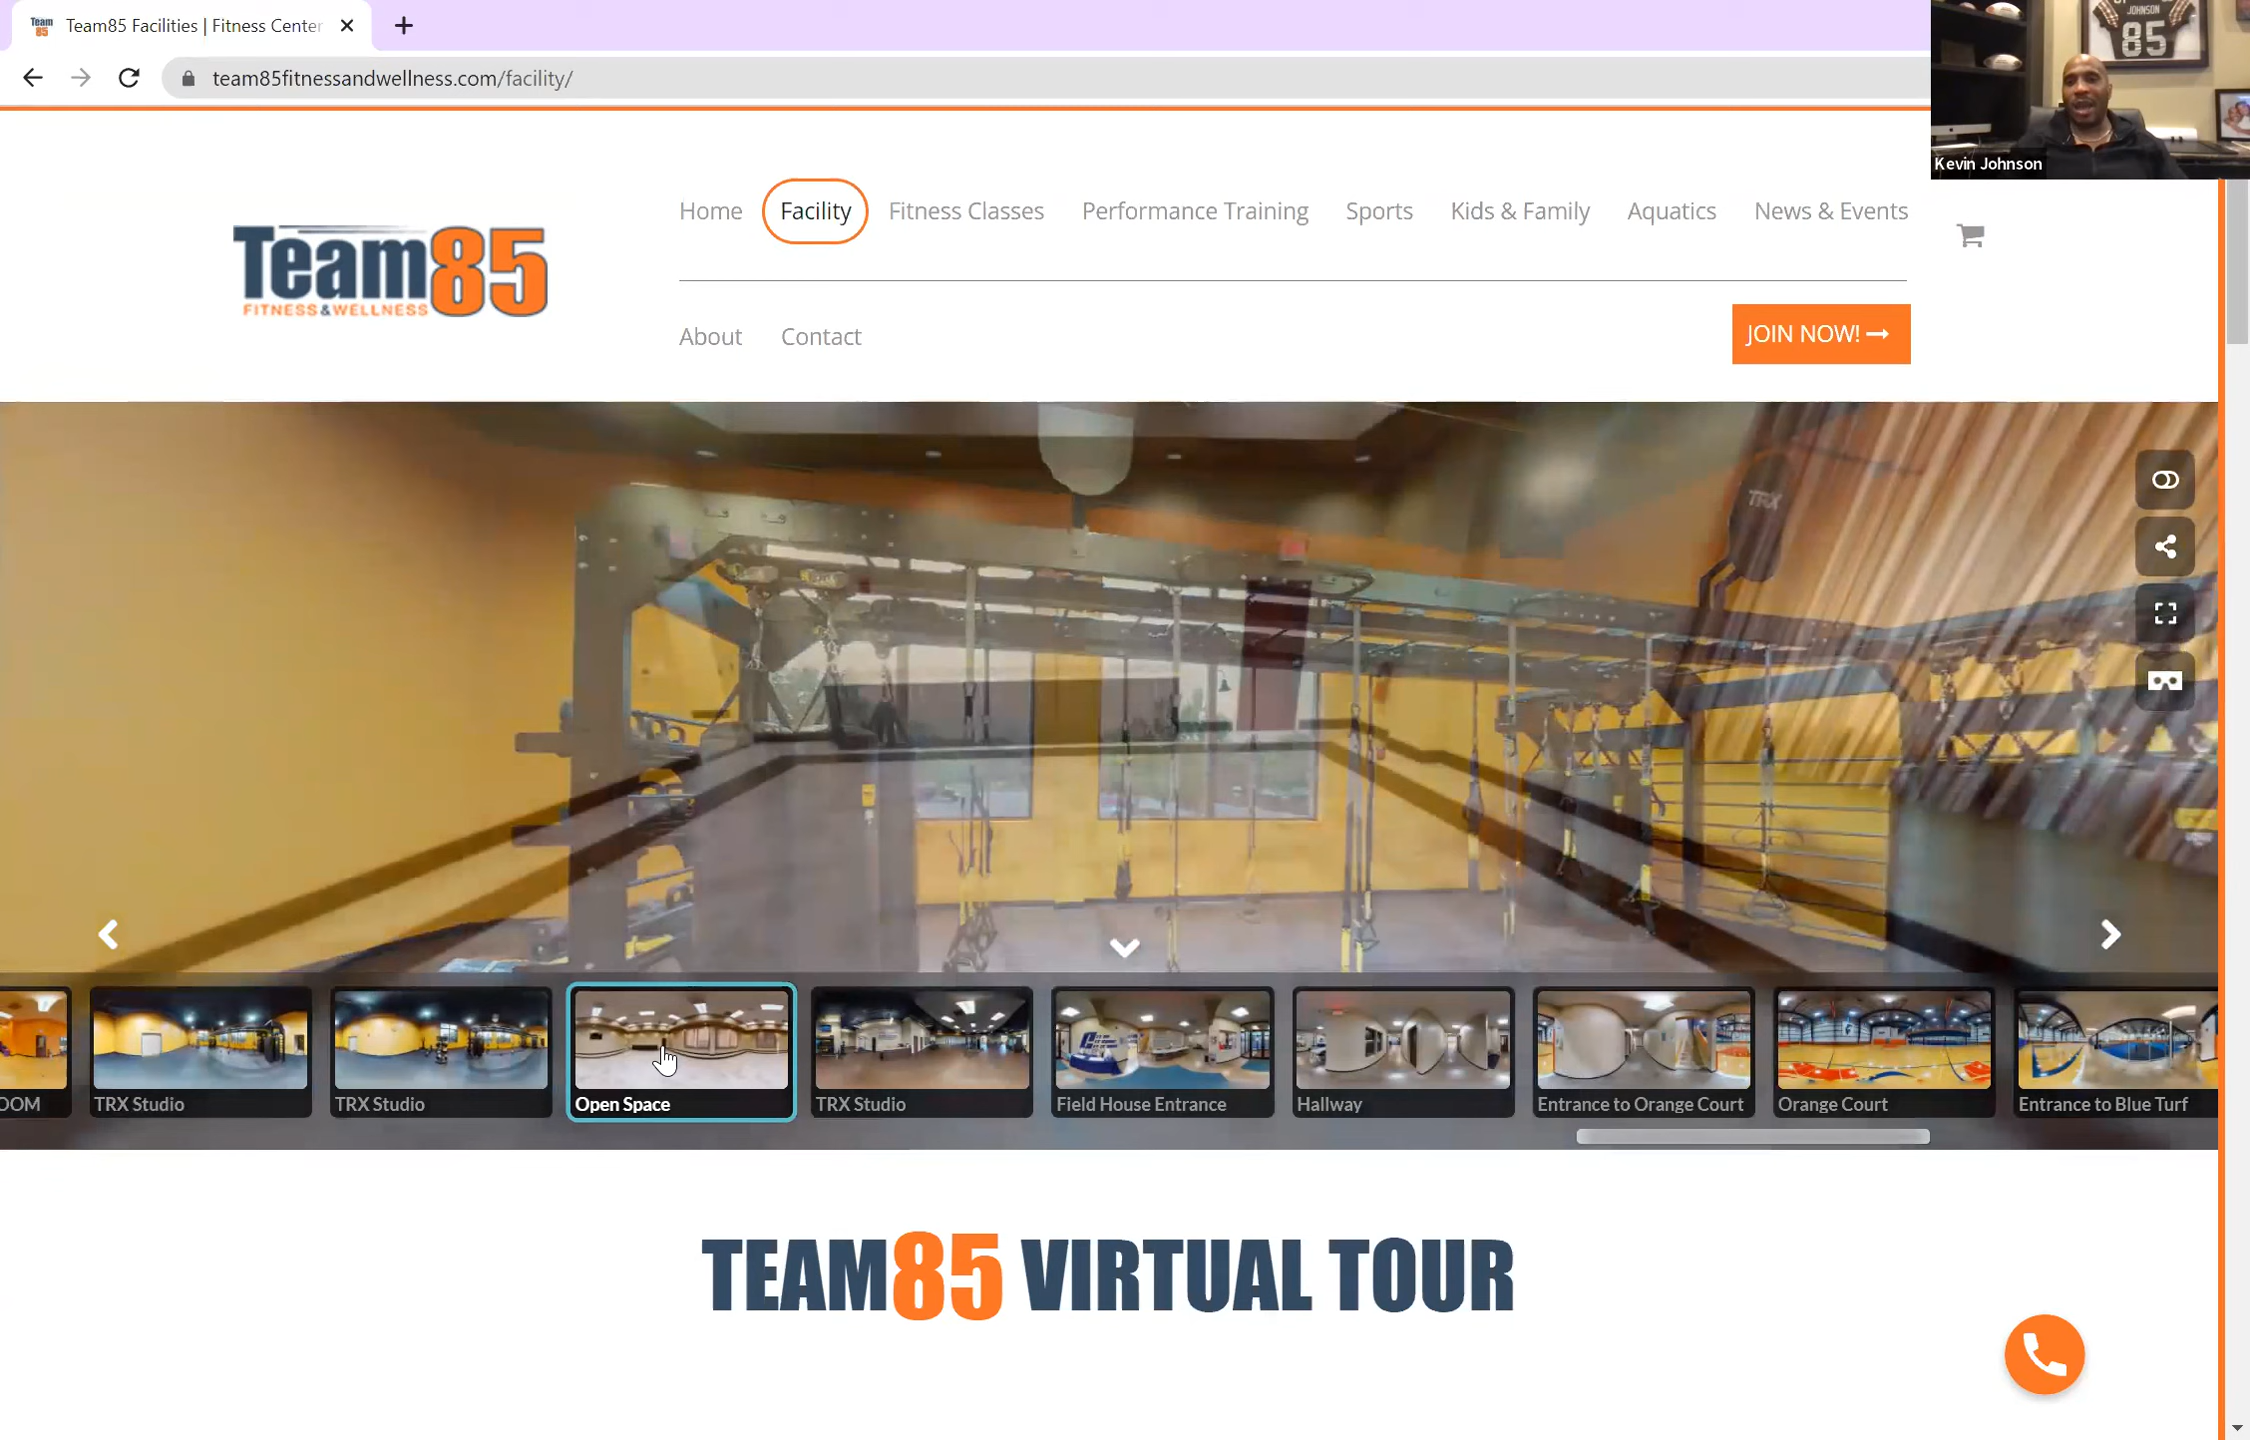 Team85 Facilities | Fitness Center
team85fitnessandwellness.com/facility/
JOHNSON
85
Kevin Johnson
Team85
FITNESS&WELLNESS
Home Facility Fitness Classes Performance Training Sports Kids & Family Aquatics News & Events
About Contact
JOIN NOW!
TRX
OOM
TRX Studio
TRX Studio
Open Space
TRX Studio
Field House Entrance
Hallway
Entrance to Orange Court
Orange Court
Entrance to Blue Turf
TEAM85 VIRTUAL TOUR